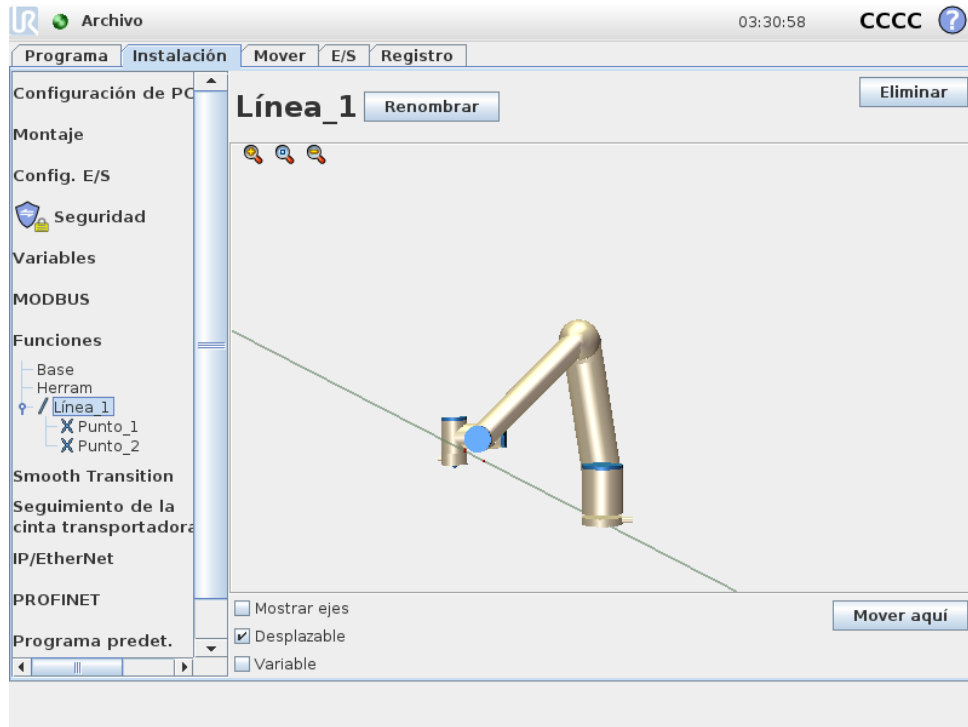 UR Archivo 03:30:58 CCCC ?
Programa Instalación Mover E/S Registro
Configuración de PC
Montaje
Config. E/S
Seguridad
Variables
MODBUS
Funciones
Base
Herram
Línea_1
Punto_1
Punto_2
Smooth Transition
Seguimiento de la
cinta transportadora
IP/EtherNet
PROFINET
Programa predet.
Línea_1 Renombrar Eliminar
Mostrar ejes
Desplazable
Variable
Mover aquí